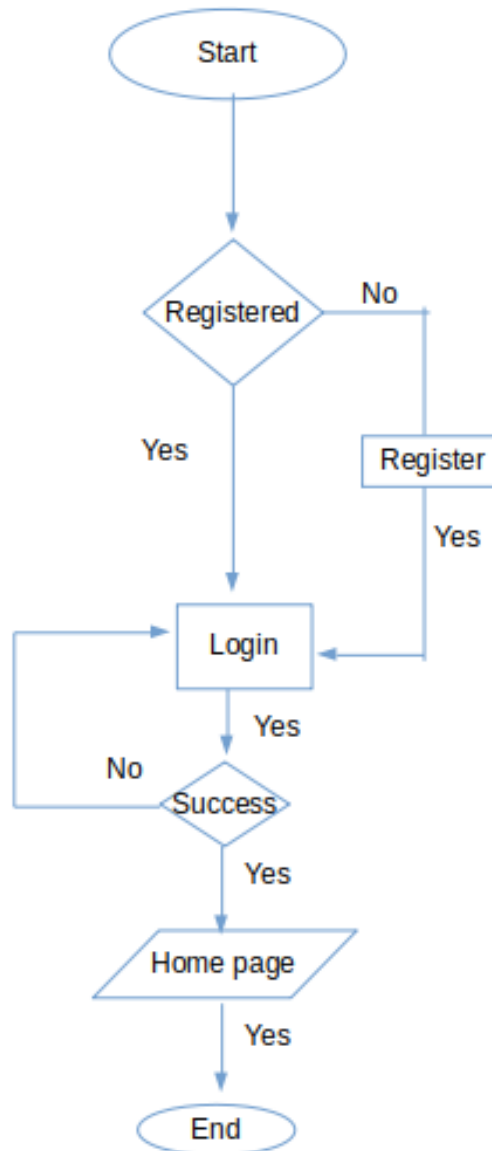 Start
Registered
No
Yes
Register
Yes
Login
Yes
No
Success
Yes
Home page
Yes
End